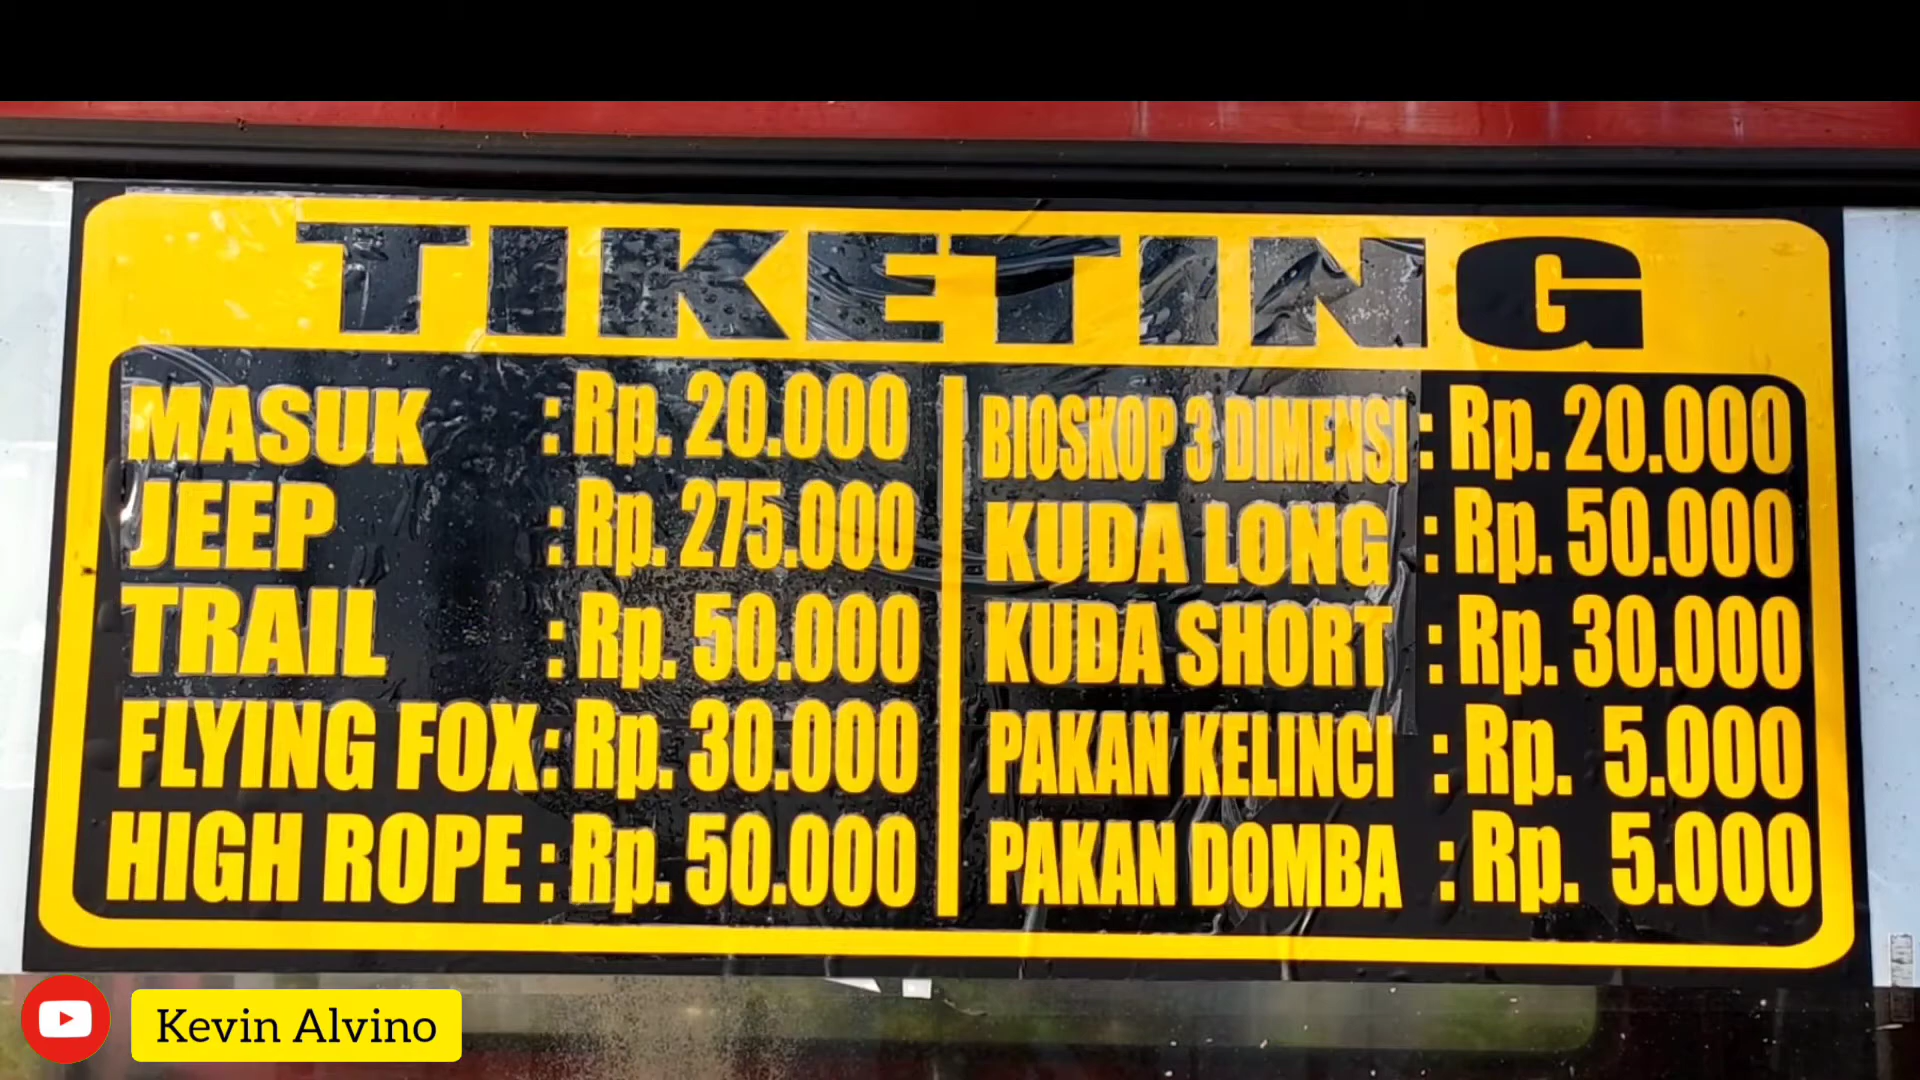 TIKETING
MASUK : Rp. 20.000
JEEP : Rp. 275.000
TRAIL : Rp. 50.000
FLYING FOX : Rp. 30.000
HIGH ROPE : Rp. 50.000
BIOSKOP 3 DIMENSI : Rp. 20.000
KUDA LONG : Rp. 50.000
KUDA SHORT : Rp. 30.000
PAKAN KELINCI : Rp. 5.000
PAKAN DOMBA : Rp. 5.000
Kevin Alvino